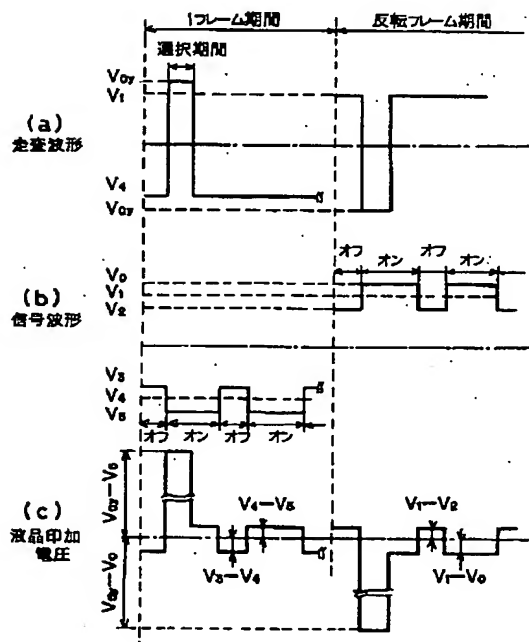 1フレーム期間
反転フレーム期間
選択期間
V0y
V1
(a)
走査波形
V4
V0y
オフ
オン
オフ
オン
V0
V1
V2
(b)
信号波形
V3
V4
V5
オフ
オン
オフ
オン
V0y-V5
V4-V5
V1-V2
(c)
液晶印加
電圧
V0y-V0
V3-V4
V1-V0